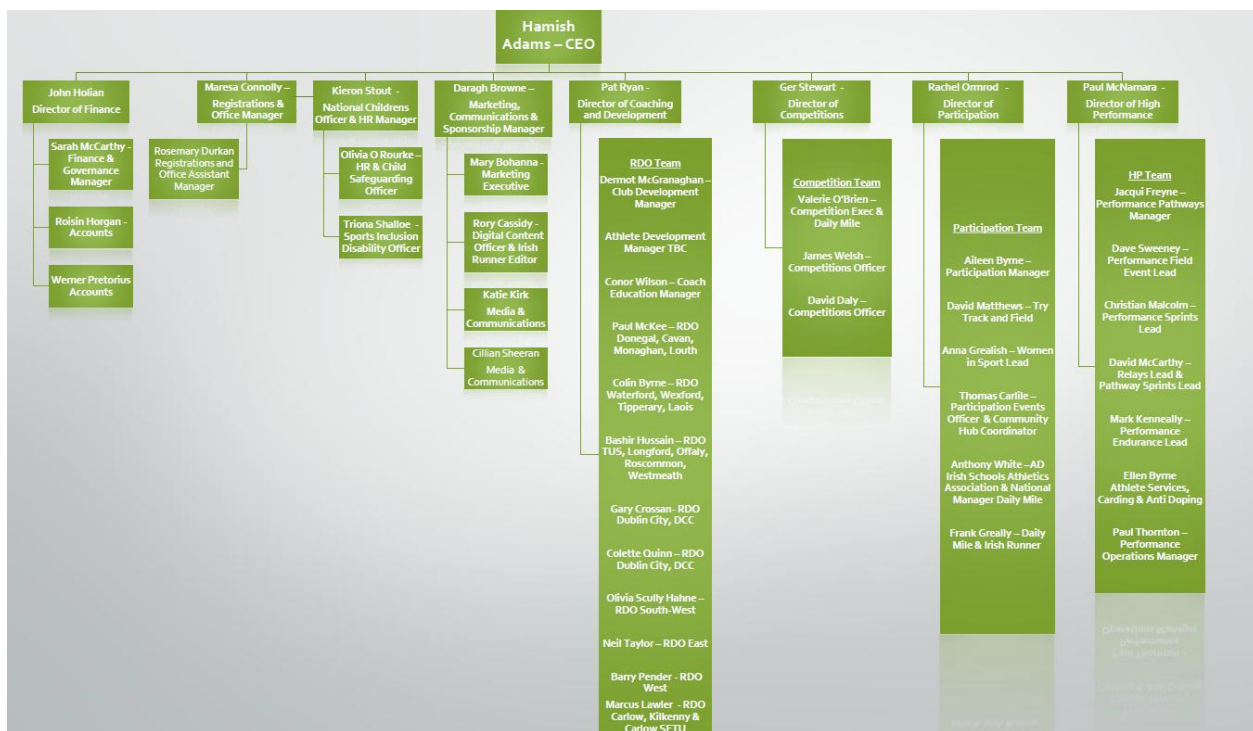 Hamish
Adams – CEO
John Holian
Director of Finance
Sarah McCarthy -
Finance &
Governance
Manager
Roisin Horgan -
Accounts
Werner Pretorius
Accounts
Maresa Connolly –
Registrations &
Office Manager
Rosemary Durkan
Registrations and
Office Assistant
Manager
Kieron Stout -
National Childrens
Officer & HR Manager
Olivia O Rourke –
HR & Child
Safeguarding
Officer
Triona Shalloe -
Sports Inclusion
Disability Officer
Daragh Browne –
Marketing,
Communications &
Sponsorship Manager
Mary Bohanna -
Marketing
Executive
Rory Cassidy -
Digital Content
Officer & Irish
Runner Editor
Katie Kirk
Media &
Communications
Cillian Sheeran
Media &
Communications
Pat Ryan -
Director of Coaching
and Development
RDO Team
Dermot McGranaghan –
Club Development
Manager
Athlete Development
Manager TBC
Conor Wilson – Coach
Education Manager
Paul McKee – RDO
Donegal, Cavan,
Monaghan, Louth
Colin Byrne – RDO
Waterford, Wexford,
Tipperary, Laois
Bashir Hussain – RDO
TUS, Longford, Offaly,
Roscommon,
Westmeath
Gary Crossan- RDO
Dublin City, DCC
Colette Quinn – RDO
Dublin City, DCC
Olivia Scully Hahne –
RDO South-West
Neil Taylor – RDO East
Barry Pender - RDO
West
Marcus Lawler - RDO
Carlow, Kilkenny &
Carlow SETU
Ger Stewart -
Director of
Competitions
Competition Team
Valerie O'Brien –
Competition Exec &
Daily Mile
James Welsh –
Competitions Officer
David Daly –
Competitions Officer
Rachel Ormrod -
Director of
Participation
Participation Team
Aileen Byrne –
Participation Manager
David Matthews – Try
Track and Field
Anna Grealish – Women
in Sport Lead
Thomas Carlile –
Participation Events
Officer & Community
Hub Coordinator
Anthony White –AD
Irish Schools Athletics
Association & National
Manager Daily Mile
Frank Greally – Daily
Mile & Irish Runner
Paul McNamara -
Director of High
Performance
HP Team
Jacqui Freyne –
Performance Pathways
Manager
Dave Sweeney –
Performance Field
Event Lead
Christian Malcolm –
Performance Sprints
Lead
David McCarthy –
Relays Lead &
Pathway Sprints Lead
Mark Kenneally –
Performance
Endurance Lead
Ellen Byrne
Athlete Services,
Carding & Anti Doping
Paul Thornton –
Performance
Operations Manager